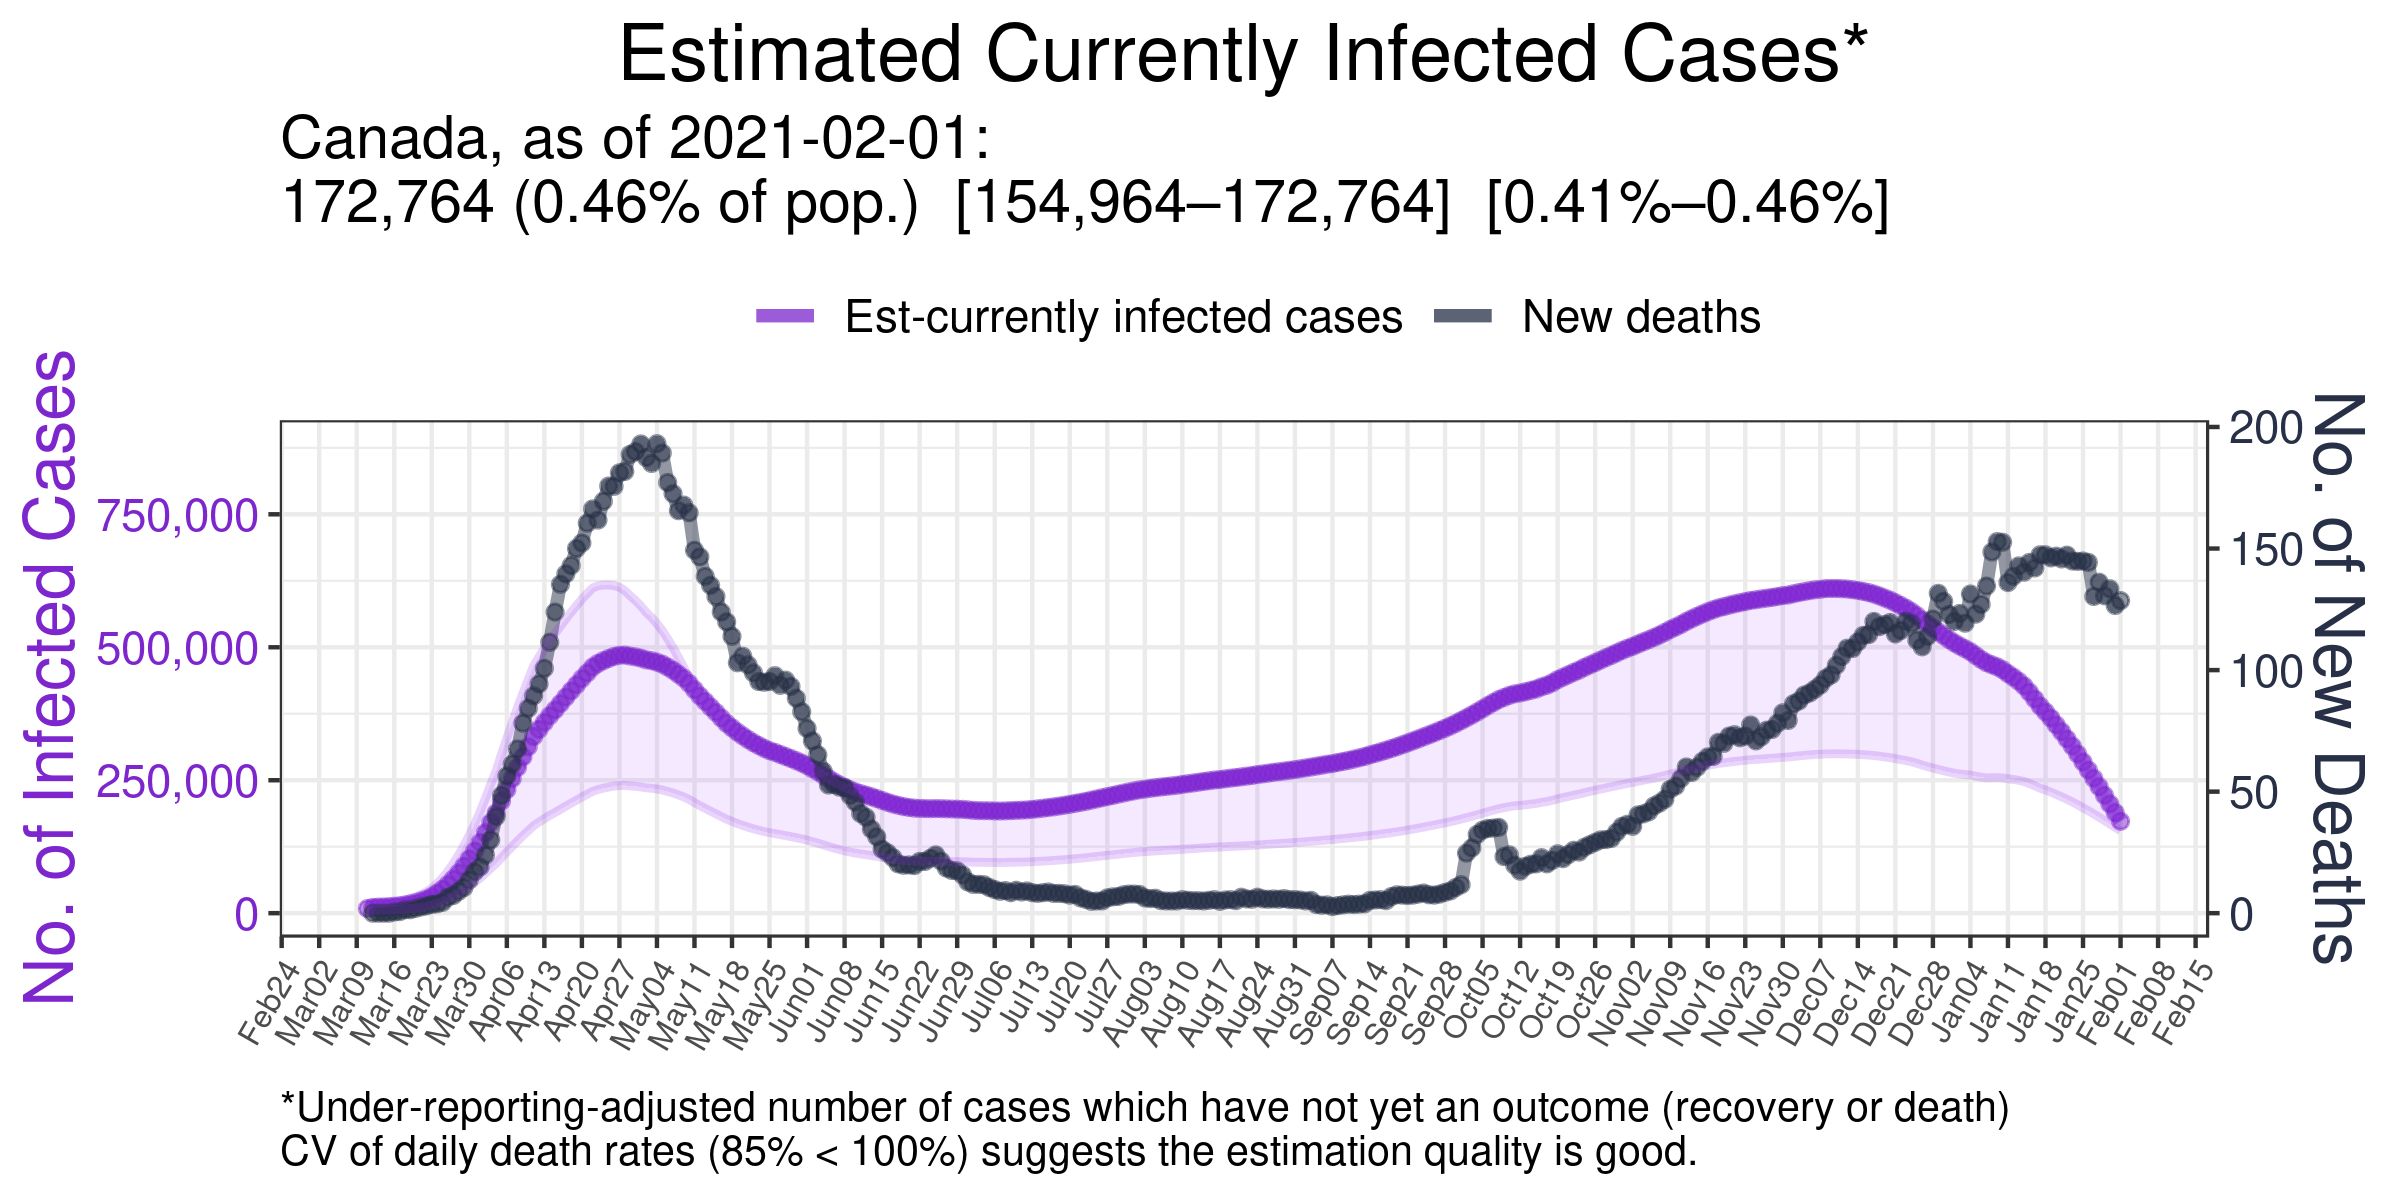 Estimated Currently Infected Cases*
Canada, as of 2021-02-01:
172,764 (0.46% of pop.) [154,964–172,764] [0.41%–0.46%]
Est-currently infected cases New deaths
No. of Infected Cases
750,000
500,000
250,000
0
200
150
100
50
0
No. of New Deaths
Feb24 Mar02 Mar09 Mar16 Mar23 Mar30 Apr06 Apr13 Apr20 Apr27 May04 May11 May18 May25 Jun01 Jun08 Jun15 Jun22 Jun29 Jul06 Jul13 Jul20 Jul27 Aug03 Aug10 Aug17 Aug24 Aug31 Sep07 Sep14 Sep21 Sep28 Oct05 Oct12 Oct19 Oct26 Nov02 Nov09 Nov16 Nov23 Nov30 Dec07 Dec14 Dec21 Dec28 Jan04 Jan11 Jan18 Jan25 Feb01 Feb08 Feb15
*Under-reporting-adjusted number of cases which have not yet an outcome (recovery or death)
CV of daily death rates (85% < 100%) suggests the estimation quality is good.